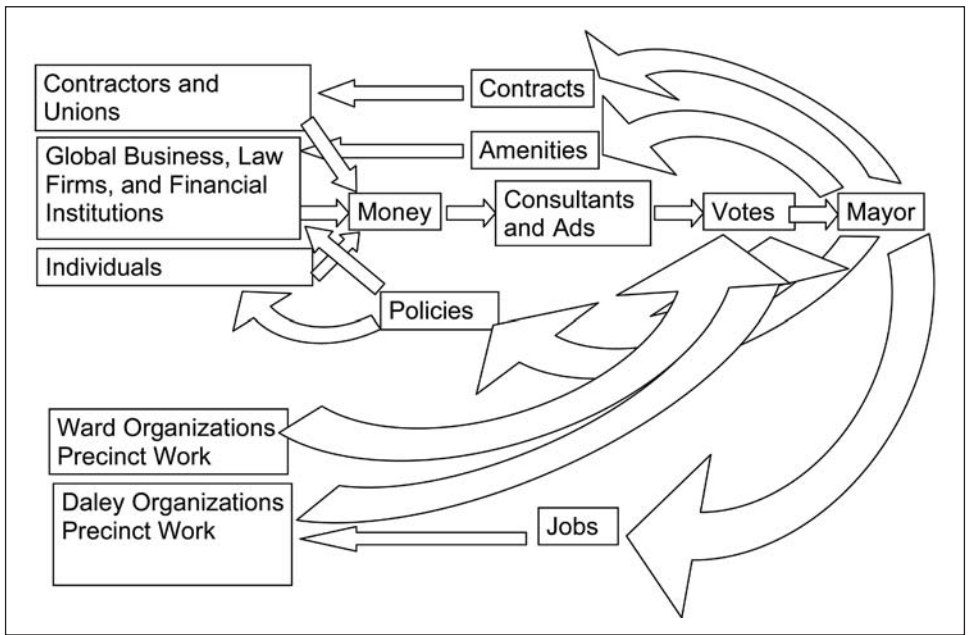 Contractors and
Unions
Contracts
Global Business, Law
Firms, and Financial
Institutions
Amenities
Money
Consultants
and Ads
Votes
Mayor
Individuals
Policies
Ward Organizations
Precinct Work
Daley Organizations
Precinct Work
Jobs